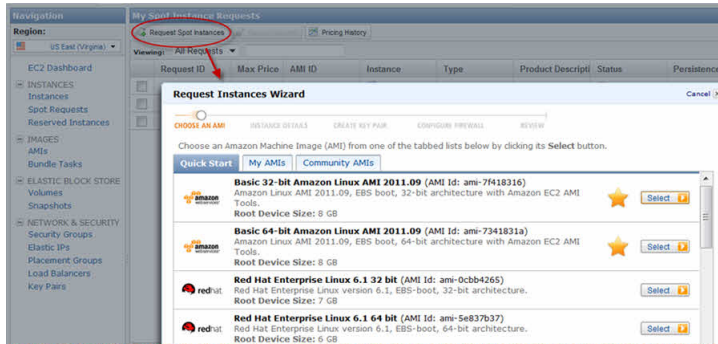 Navigation
My Spot Instance Requests
Region:
US East (Virginia)
Request Spot Instances
Pricing History
Viewing: All Requests
Request ID Max Price AMI ID Instance Type Product Descripti Status Persistence
EC2 Dashboard
INSTANCES
Instances
Spot Requests
Reserved Instances
IMAGES
AMIs
Bundle Tasks
ELASTIC BLOCK STORE
Volumes
Snapshots
NETWORK & SECURITY
Security Groups
Elastic IPs
Placement Groups
Load Balancers
Key Pairs
Request Instances Wizard
Cancel
CHOOSE AN AMI INSTANCE DETAILS CREATE KEY PAIR CONFIGURE FIREWALL REVIEW
Choose an Amazon Machine Image (AMI) from one of the tabbed lists below by clicking its Select button.
Quick Start My AMIs Community AMIs
Basic 32-bit Amazon Linux AMI 2011.09 (AMI Id: ami-7f418316)
amazon webservices
Amazon Linux AMI 2011.09, EBS boot, 32-bit architecture with Amazon EC2 AMI
Tools.
Root Device Size: 8 GB
Select
Basic 64-bit Amazon Linux AMI 2011.09 (AMI Id: ami-7341831a)
amazon webservices
Amazon Linux AMI 2011.09, EBS boot, 64-bit architecture with Amazon EC2 AMI
Tools.
Root Device Size: 8 GB
Select
Red Hat Enterprise Linux 6.1 32 bit (AMI Id: ami-0cbb4265)
redhat
Red Hat Enterprise Linux version 6.1, EBS-boot, 32-bit architecture.
Root Device Size: 7 GB
Select
Red Hat Enterprise Linux 6.1 64 bit (AMI Id: ami-5e837b37)
redhat
Red Hat Enterprise Linux version 6.1, EBS-boot, 64-bit architecture.
Root Device Size: 6 GB
Select